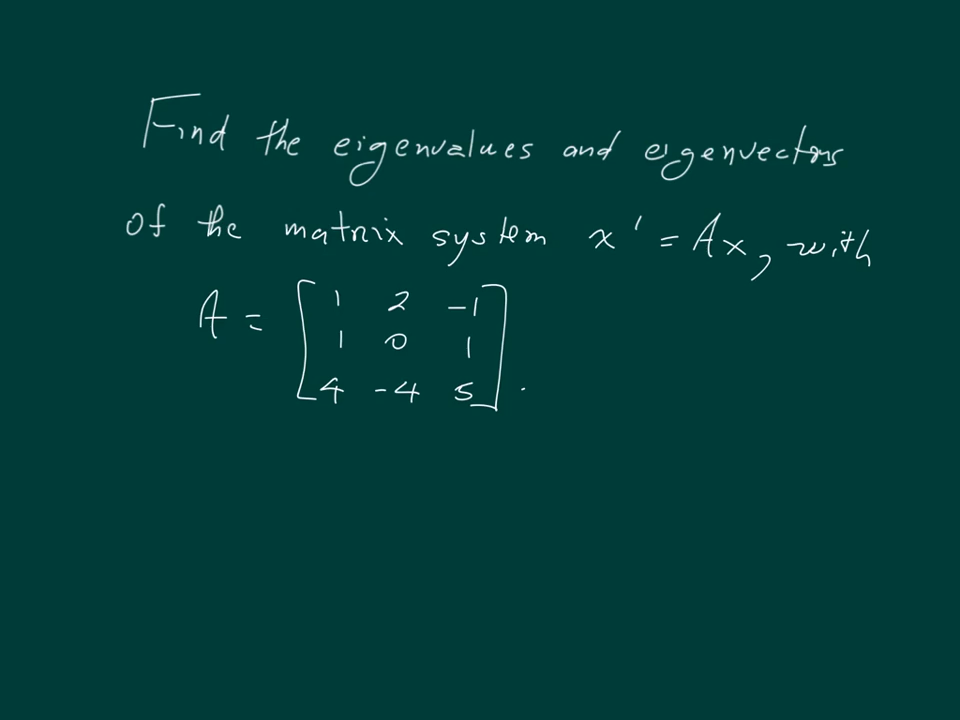 Find the eigenvalues and eigenvectors
of the matrix system x' = Ax, with
A = [1 2 -1
1 0 1
4 -4 5].